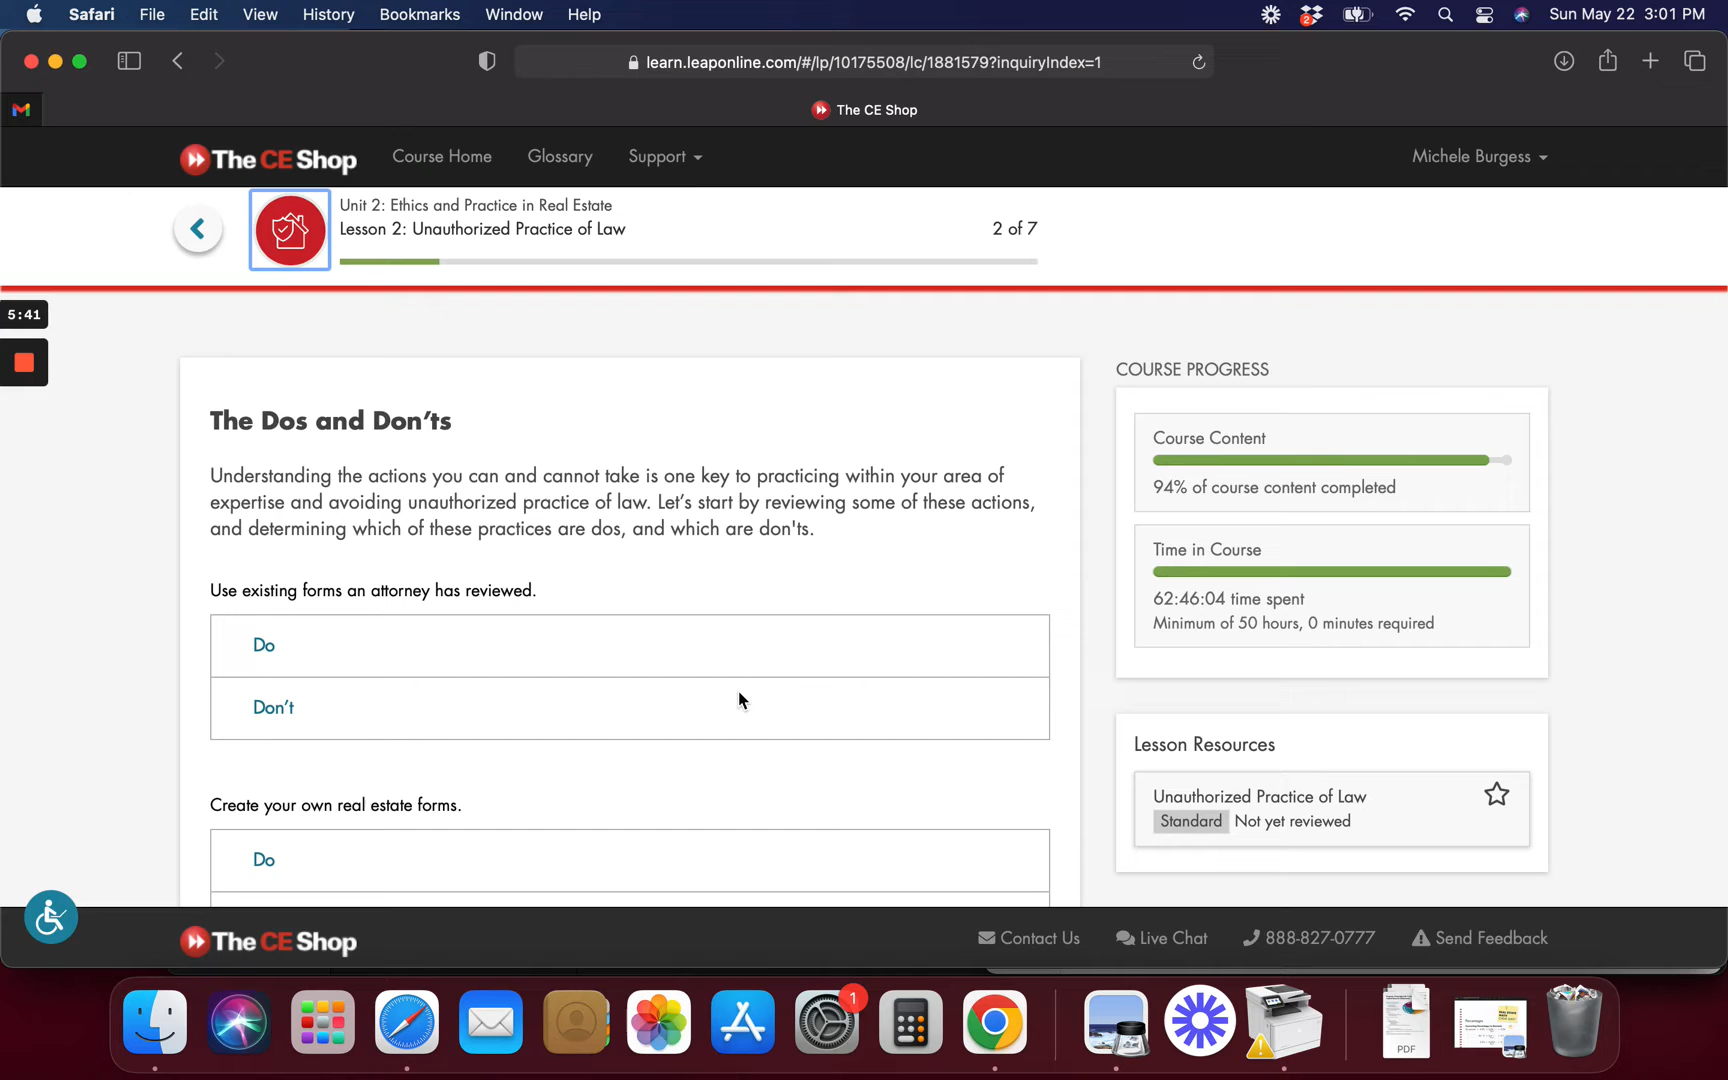 Safari File Edit View History Bookmarks Window Help
2
Sun May 22 3:01 PM
learn.leaponline.com/#/lp/10175508/lc/1881579?inquiryIndex=1
The CE Shop
The CE Shop Course Home Glossary Support Michele Burgess
Unit 2: Ethics and Practice in Real Estate
Lesson 2: Unauthorized Practice of Law 2 of 7
5:41
The Dos and Don'ts
Understanding the actions you can and cannot take is one key to practicing within your area of
expertise and avoiding unauthorized practice of law. Let's start by reviewing some of these actions,
and determining which of these practices are dos, and which are don'ts.
Use existing forms an attorney has reviewed.
Do
Don't
Create your own real estate forms.
Do
COURSE PROGRESS
Course Content
94% of course content completed
Time in Course
62:46:04 time spent
Minimum of 50 hours, 0 minutes required
Lesson Resources
Unauthorized Practice of Law
Standard Not yet reviewed
The CE Shop Contact Us Live Chat 888-827-0777 Send Feedback
1
PDF